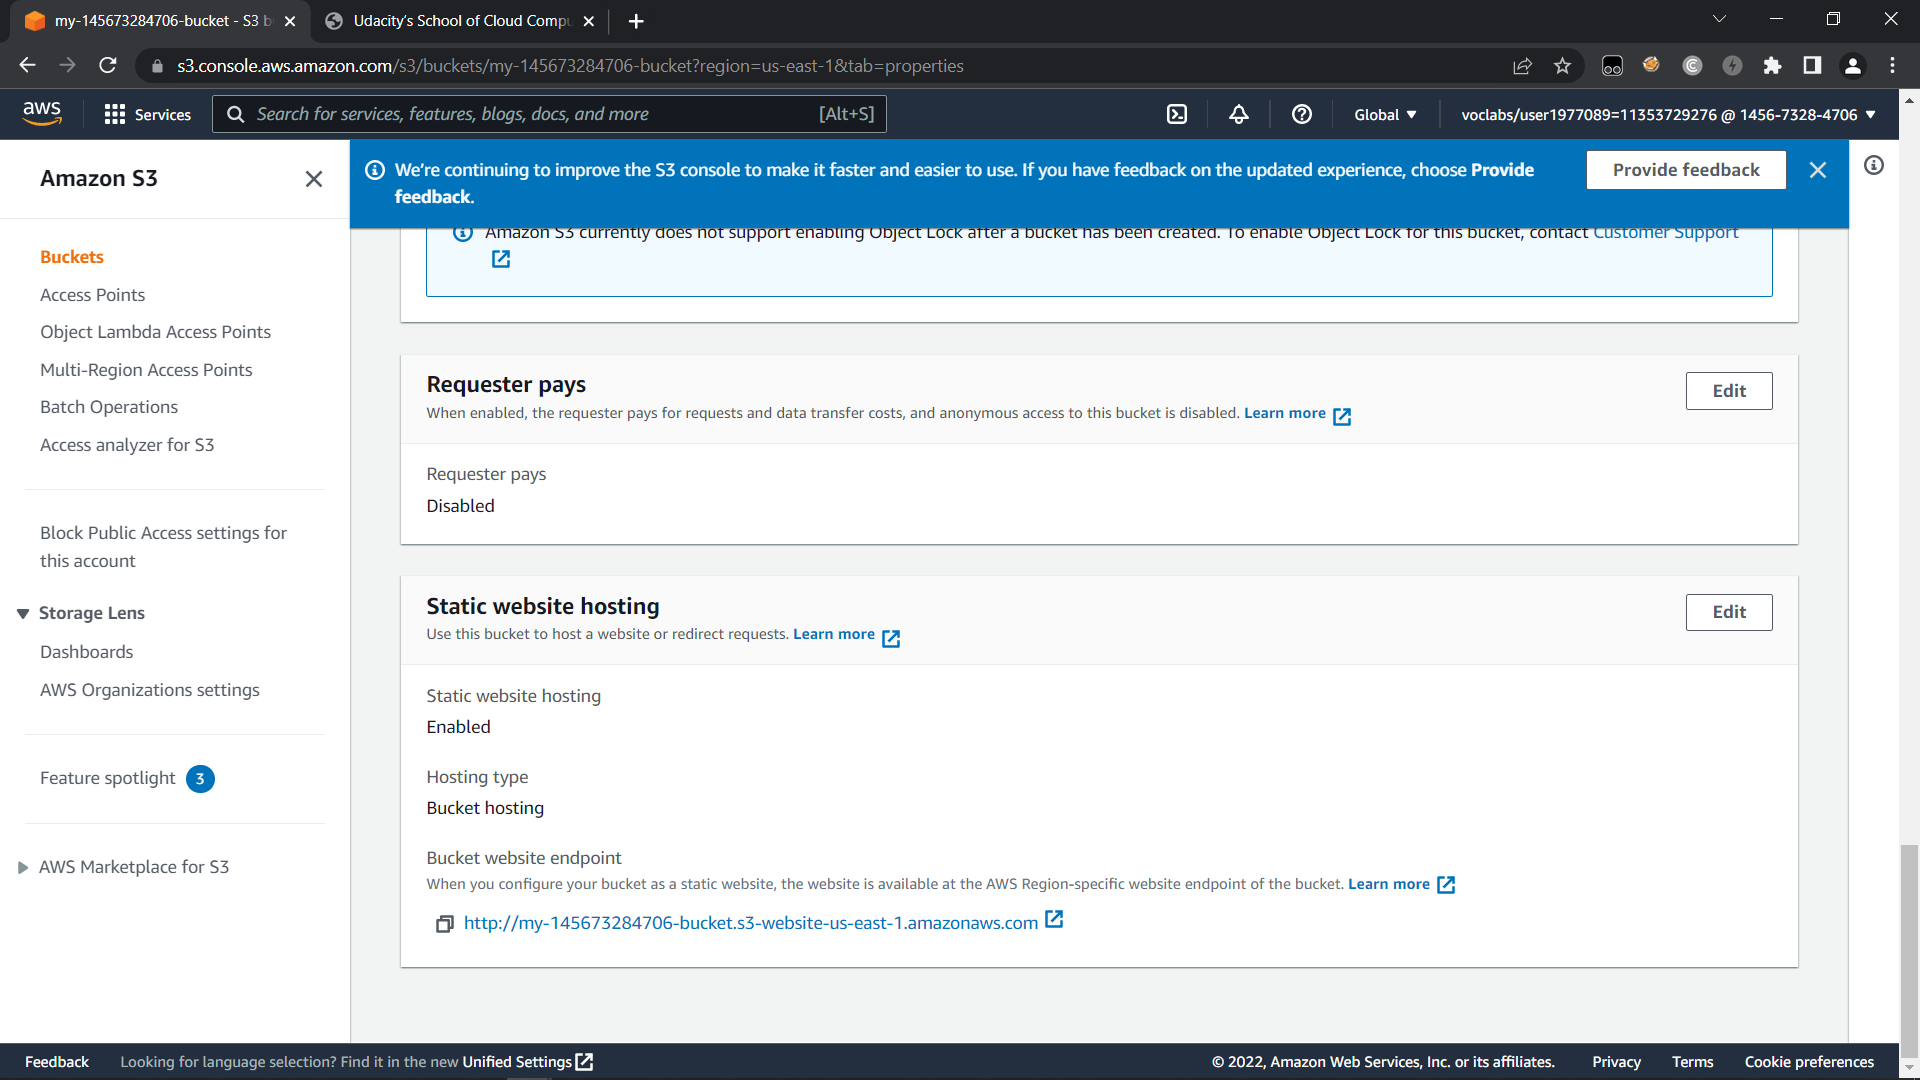 my-145673284706-bucket - S3 b
Udacity's School of Cloud Compu
s3.console.aws.amazon.com/s3/buckets/my-145673284706-bucket?region=us-east-1&tab=properties
aws
Services
Search for services, features, blogs, docs, and more
[Alt+S]
Global
voclabs/user1977089=11353729276 @ 1456-7328-4706
Amazon S3
We're continuing to improve the S3 console to make it faster and easier to use. If you have feedback on the updated experience, choose Provide
feedback.
Provide feedback
Amazon S3 currently does not support enabling Object Lock after a bucket has been created. To enable Object Lock for this bucket, contact Customer Support
Buckets
Access Points
Object Lambda Access Points
Multi-Region Access Points
Batch Operations
Access analyzer for S3
Block Public Access settings for
this account
Storage Lens
Dashboards
AWS Organizations settings
Feature spotlight 3
AWS Marketplace for S3
Requester pays
Edit
When enabled, the requester pays for requests and data transfer costs, and anonymous access to this bucket is disabled. Learn more
Requester pays
Disabled
Static website hosting
Edit
Use this bucket to host a website or redirect requests. Learn more
Static website hosting
Enabled
Hosting type
Bucket hosting
Bucket website endpoint
When you configure your bucket as a static website, the website is available at the AWS Region-specific website endpoint of the bucket. Learn more
http://my-145673284706-bucket.s3-website-us-east-1.amazonaws.com
Feedback
Looking for language selection? Find it in the new Unified Settings
© 2022, Amazon Web Services, Inc. or its affiliates.
Privacy
Terms
Cookie preferences